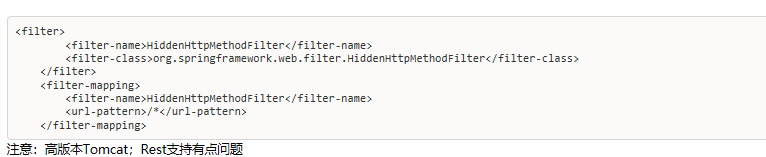 <filter>
        <filter-name>HiddenHttpMethodFilter</filter-name>
        <filter-class>org.springframework.web.filter.HiddenHttpMethodFilter</filter-class>
    </filter>
    <filter-mapping>
        <filter-name>HiddenHttpMethodFilter</filter-name>
        <url-pattern>/*</url-pattern>
    </filter-mapping>
注意：高版本Tomcat；Rest支持有点问题